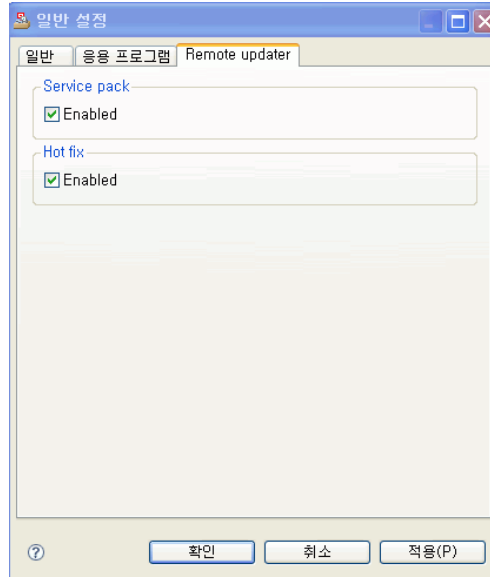 일반 설정
일반 응용 프로그램 Remote updater
Service pack
Enabled
Hot fix
Enabled
확인 취소 적용(P)